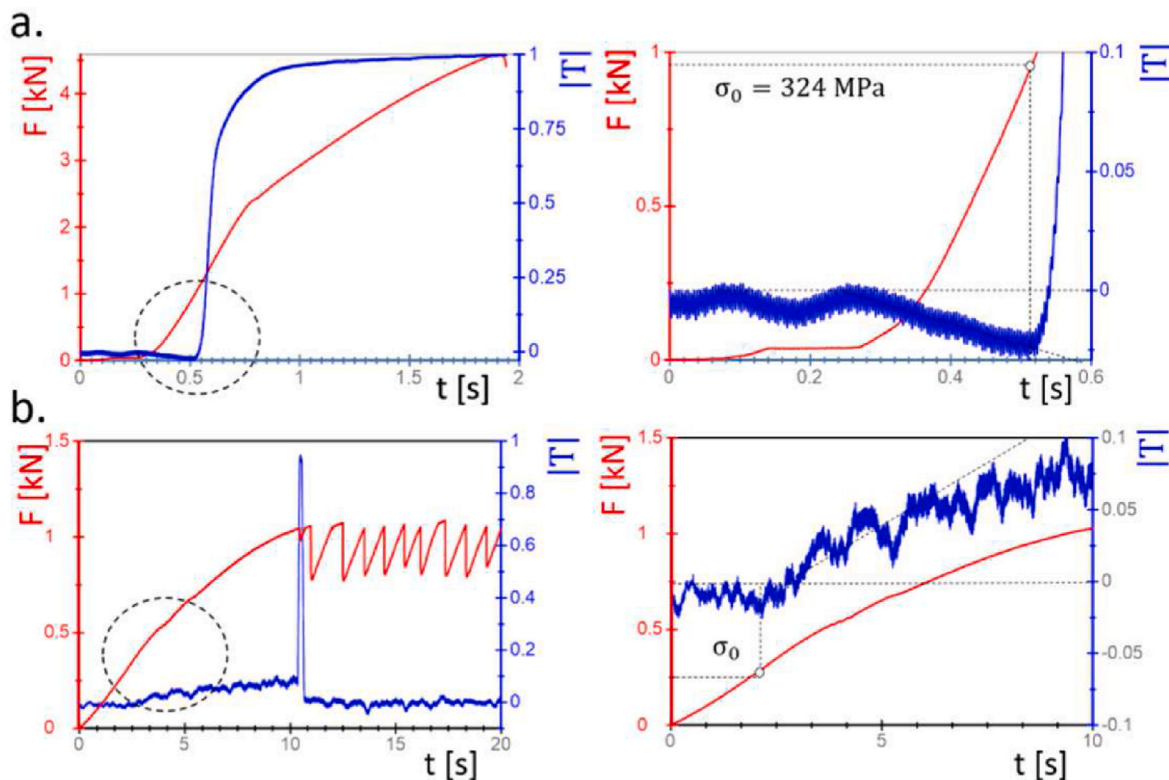 a.
F [kN]
4
3
2
1
0
|T|
1
0.75
0.5
0.25
0
0 0.5 1 1.5 2
t [s]
F [kN]
1
0.5
0
σ₀ = 324 MPa
|T|
0.1
0.05
0
0 0.2 0.4 0.6
t [s]
b.
F [kN]
1.5
1
0.5
0
|T|
1
0.8
0.6
0.4
0.2
0
0 5 10 15 20
t [s]
F [kN]
1.5
1
0.5
0
σ₀
|T|
0.1
0.05
0
-0.05
-0.1
0 5 10
t [s]